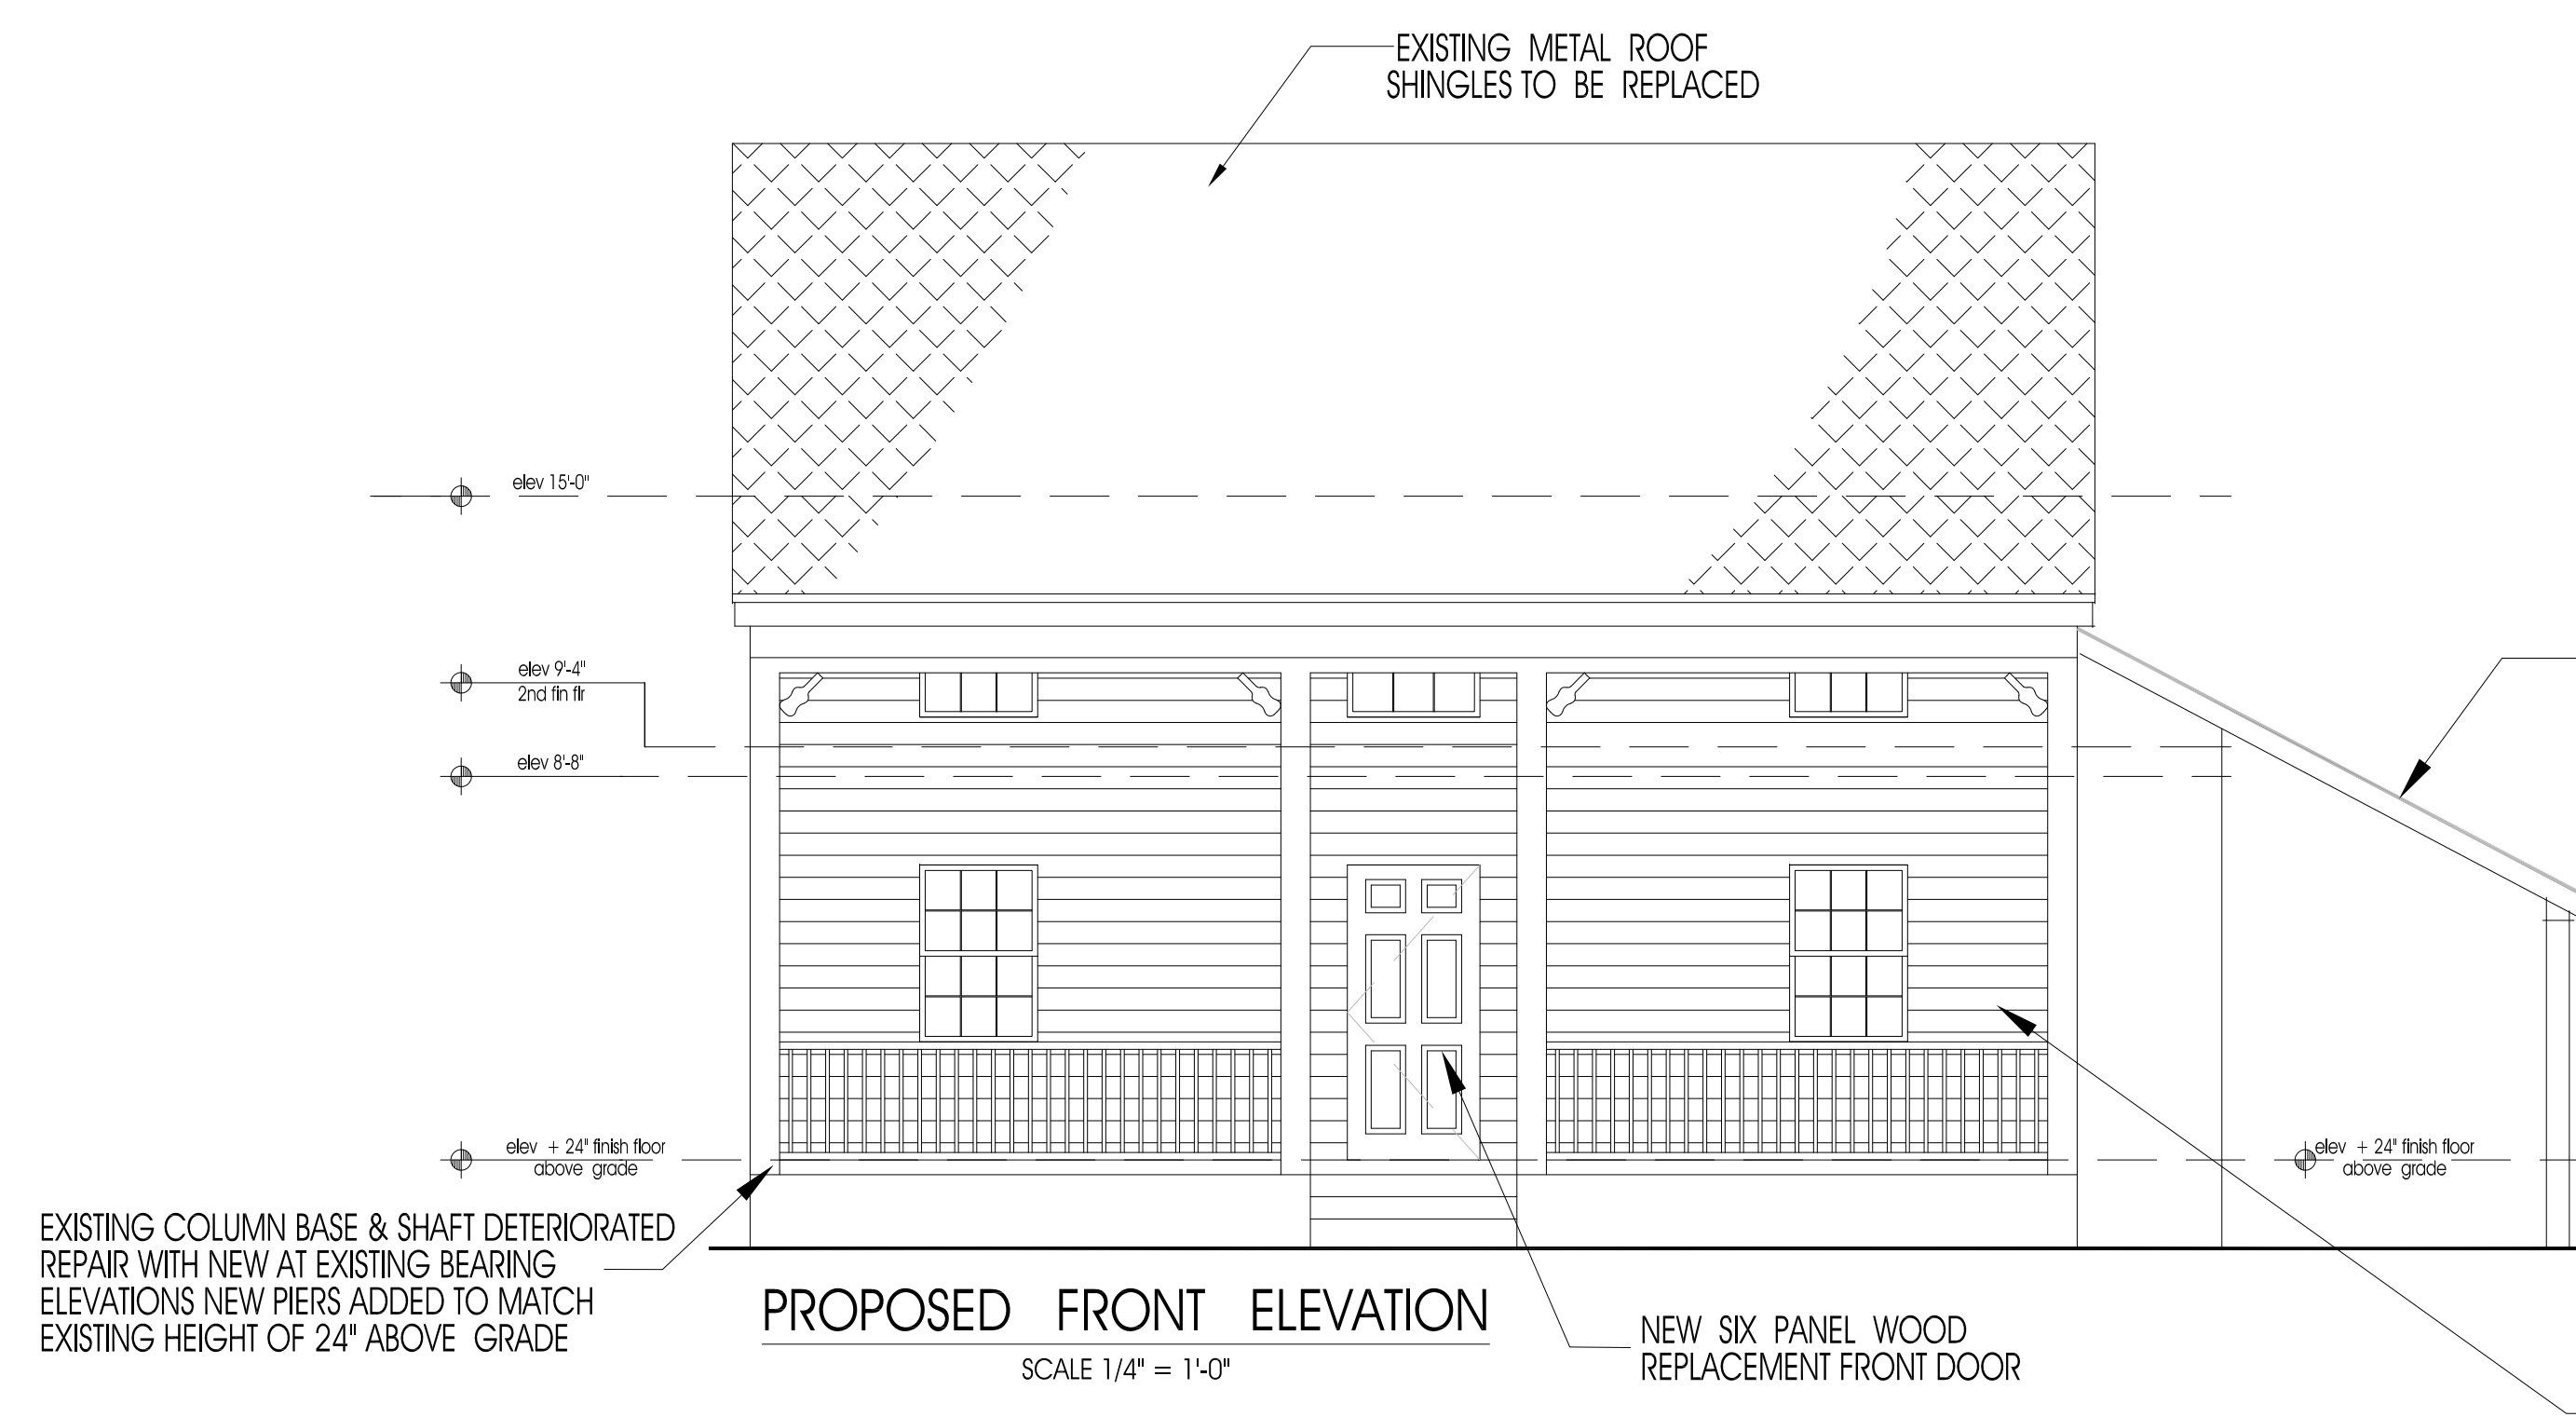 EXISTING METAL ROOF
SHINGLES TO BE REPLACED
elev 15'-0"
elev 9'-4"
2nd fin flr
elev 8'-8"
elev + 24" finish floor
above grade
elev + 24" finish floor
above grade
EXISTING COLUMN BASE & SHAFT DETERIORATED
REPAIR WITH NEW AT EXISTING BEARING
ELEVATIONS NEW PIERS ADDED TO MATCH
EXISTING HEIGHT OF 24" ABOVE GRADE
PROPOSED FRONT ELEVATION
SCALE 1/4" = 1'-0"
NEW SIX PANEL WOOD
REPLACEMENT FRONT DOOR